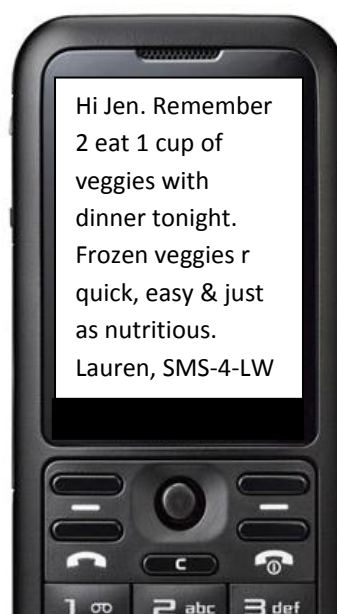 Hi Jen. Remember
2 eat 1 cup of
veggies with
dinner tonight.
Frozen veggies r
quick, easy & just
as nutritious.
Lauren, SMS-4-LW
C
1 2 abc 3 def